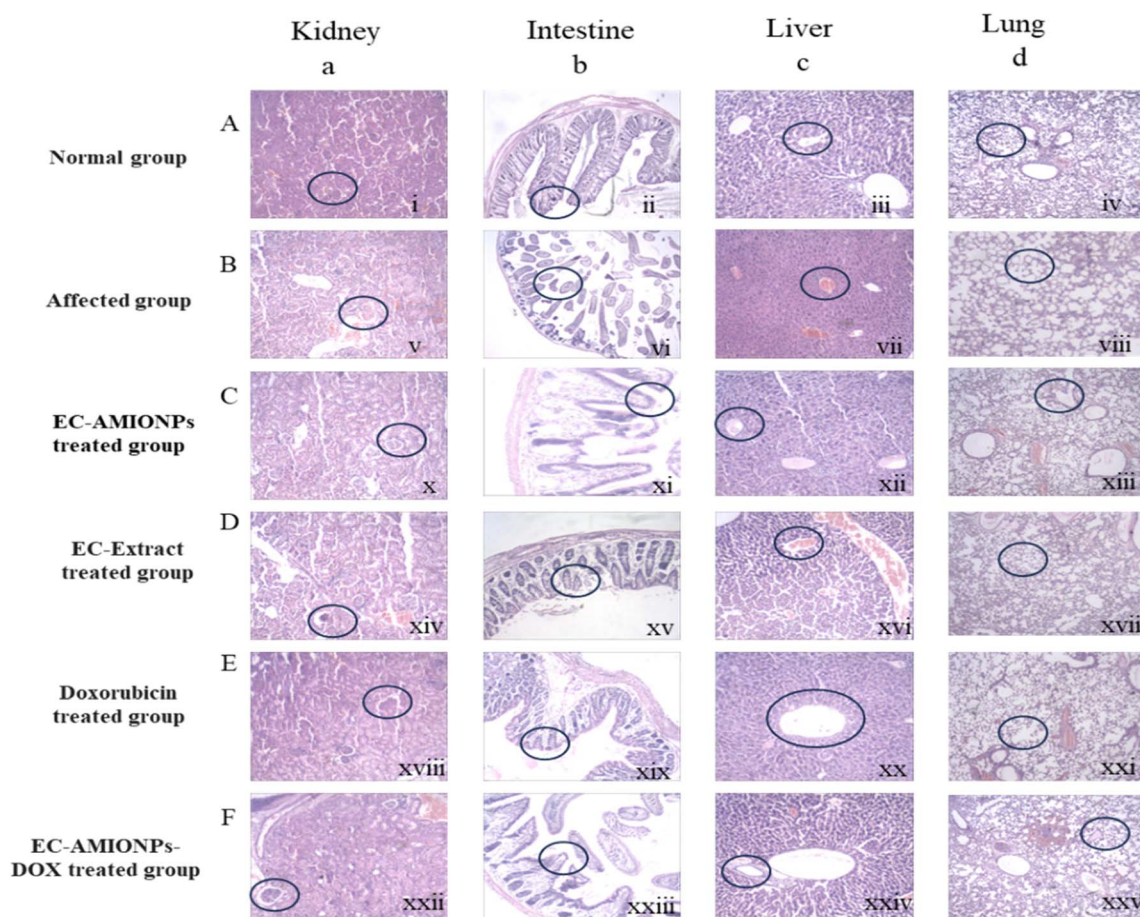 Kidney Intestine Liver Lung
a b c d
A
Normal group
i ii iii iv
B
Affected group
v vi vii viii
C
EC-AMIONPs
treated group
x xi xii xiii
D
EC-Extract
treated group
xiv xv xvi xvii
E
Doxorubicin
treated group
xviii xix xx xxi
F
EC-AMIONPs-
DOX treated group
xxii xxiii xxiv xxv